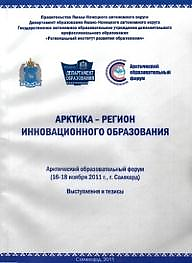 Правительство Ямало-Ненецкого автономного округа
Департамент образования Ямало-Ненецкого автономного округа
Государственное автономное образовательное учреждение дополнительного
профессионального образования
«Региональный институт развития образования»
ДЕПАРТАМЕНТ
ОБРАЗОВАНИЯ
Арктический
образовательный
форум
АРКТИКА – РЕГИОН
ИННОВАЦИОННОГО ОБРАЗОВАНИЯ
Арктический образовательный форум
(16-18 ноября 2011 г., г. Салехард)
Выступления и тезисы
Салехард, 2011